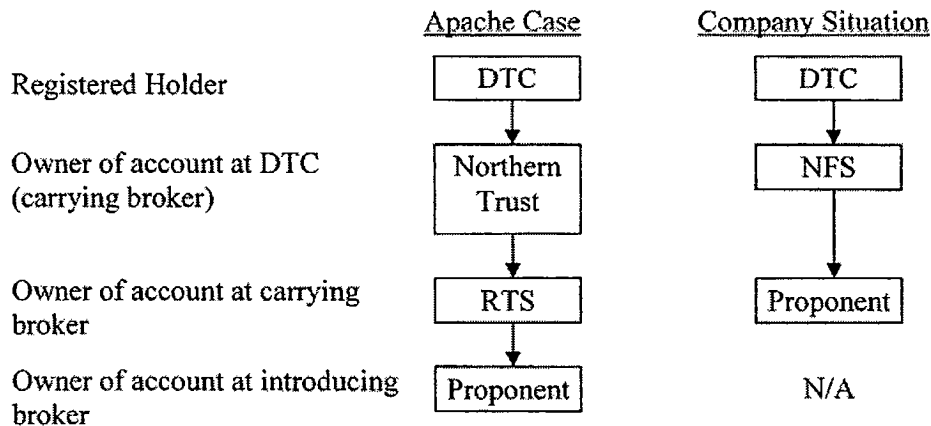 Apache Case Company Situation
Registered Holder DTC DTC
Owner of account at DTC Northern NFS
(carrying broker) Trust
Owner of account at carrying RTS Proponent
broker
Owner of account at introducing Proponent N/A
broker